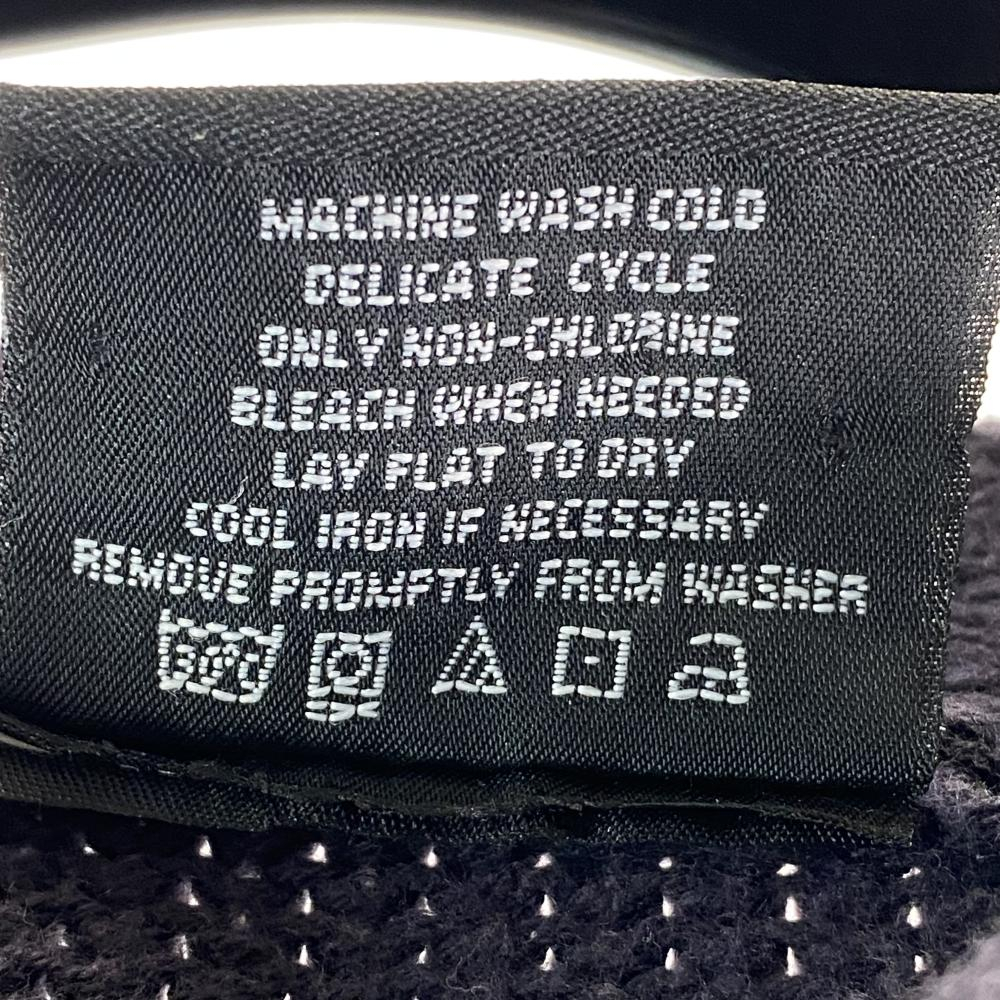 MACHINE WASH COLD
DELICATE CYCLE
ONLY NON-CHLORINE
BLEACH WHEN NEEDED
LAY FLAT TO DRY
COOL IRON IF NECESSARY
REMOVE PROMPTLY FROM WASHER